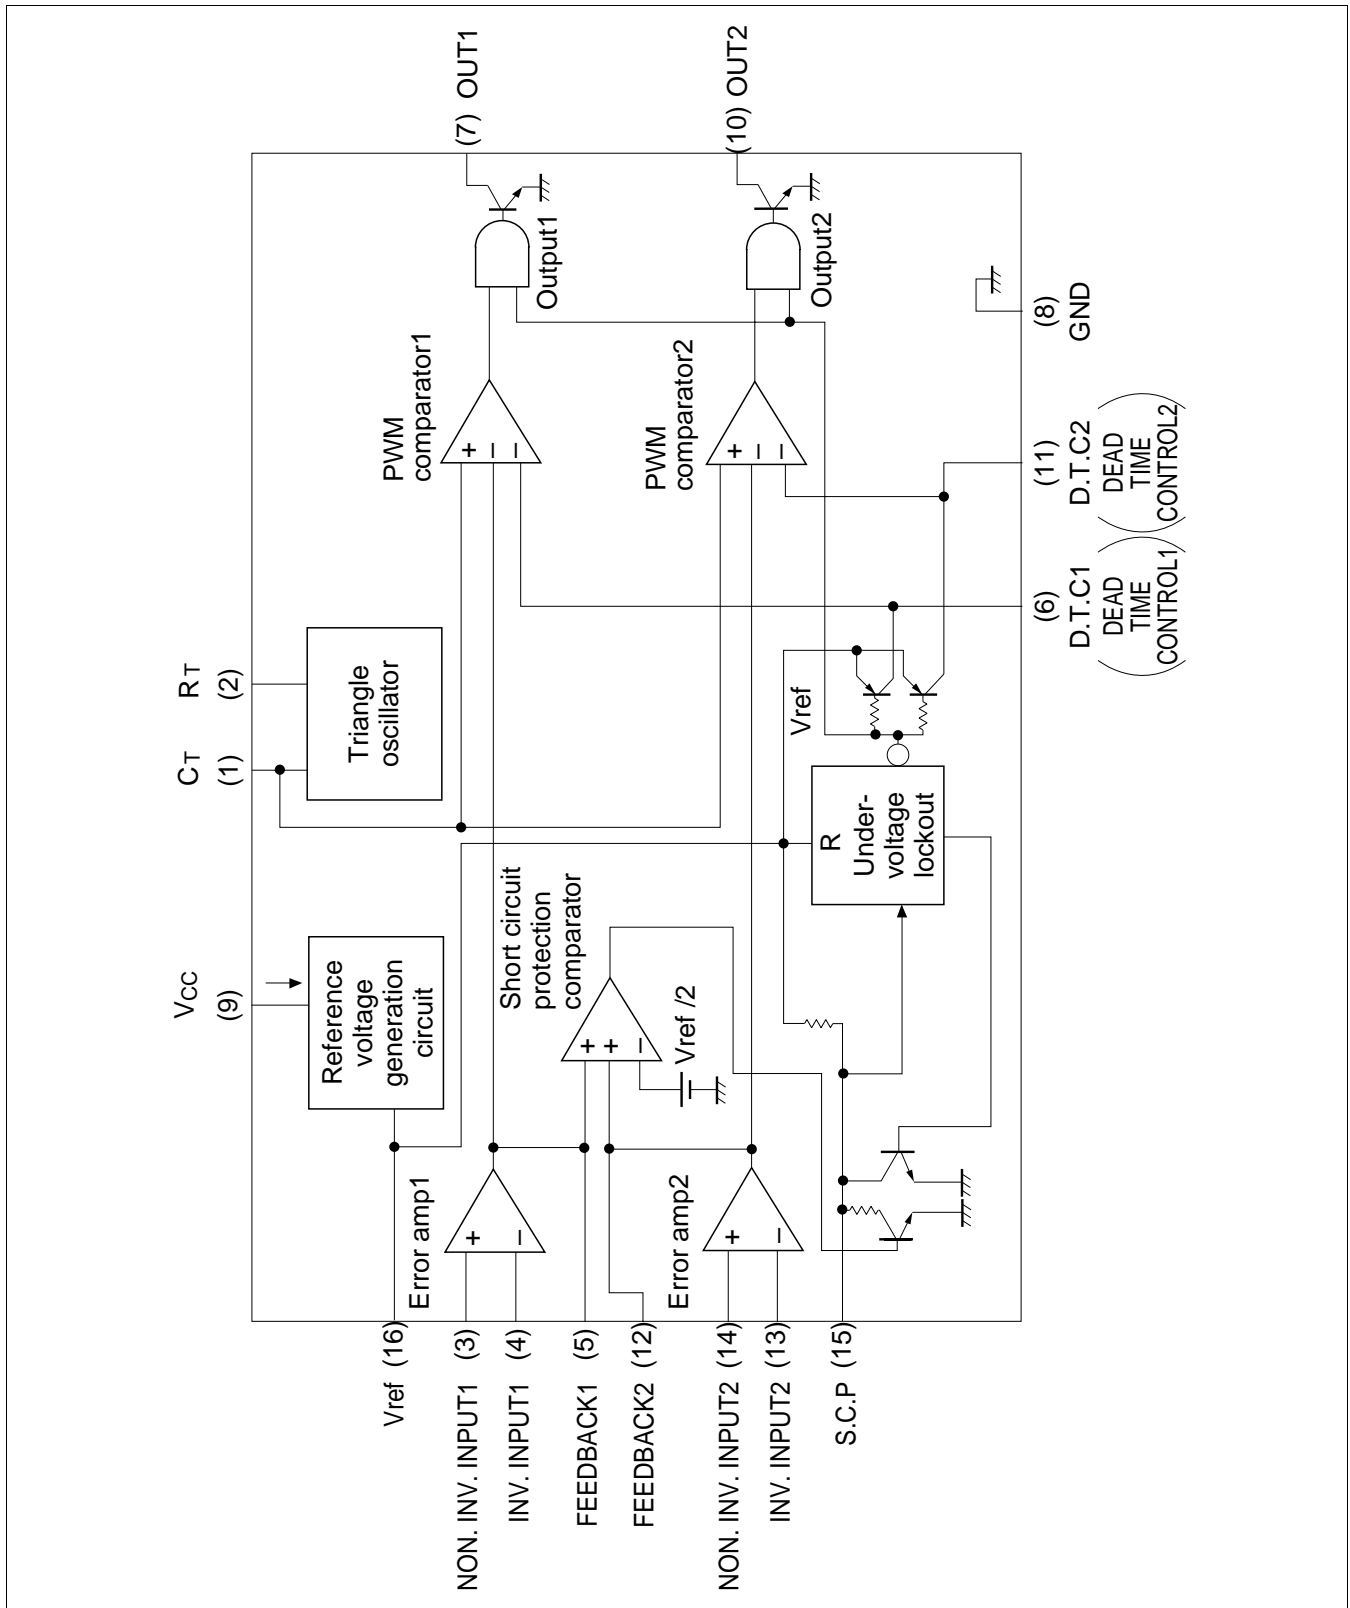 Vref (16)
NON. INV. INPUT1 (3)
INV. INPUT1 (4)
FEEDBACK1 (5)
FEEDBACK2 (12)
NON. INV. INPUT2 (14)
INV. INPUT2 (13)
S.C.P (15)
VCC
(9)
CT
(1)
RT
(2)
Reference
voltage
generation
circuit
Triangle
oscillator
Error amp1
+
−
Error amp2
+
−
Short circuit
protection
comparator
+
+
−
Vref /2
PWM
comparator1
+
−
−
PWM
comparator2
+
−
−
Output1
Output2
(7) OUT1
(10) OUT2
Vref
R
Under-
voltage
lockout
(6)
D.T.C1
DEAD
TIME
CONTROL1
(11)
D.T.C2
DEAD
TIME
CONTROL2
(8)
GND